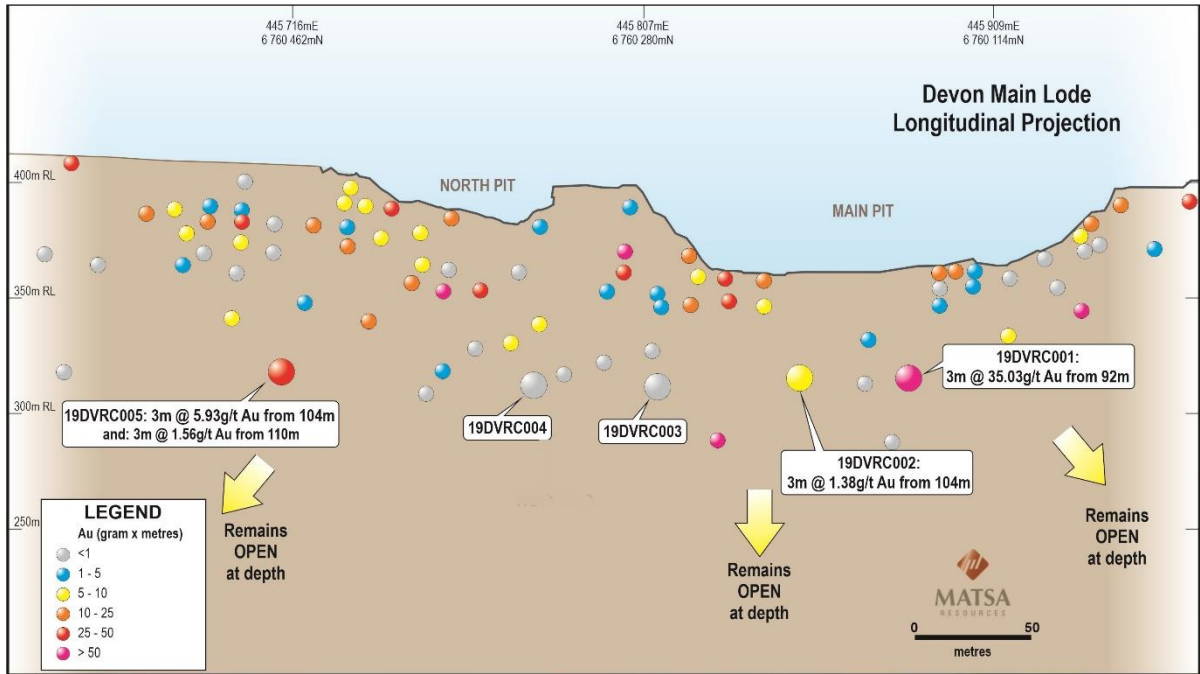 445 716mE
6 760 462mN
445 807mE
6 760 280mN
445 909mE
6 760 114mN
Devon Main Lode
Longitudinal Projection
400m RL
NORTH PIT
MAIN PIT
350m RL
300m RL
19DVRC005: 3m @ 5.93g/t Au from 104m
and: 3m @ 1.56g/t Au from 110m
19DVRC004
19DVRC003
19DVRC002:
3m @ 1.38g/t Au from 104m
19DVRC001:
3m @ 35.03g/t Au from 92m
250m
LEGEND
Au (gram x metres)
<1
1 - 5
5 - 10
10 - 25
25 - 50
> 50
Remains
OPEN
at depth
Remains
OPEN
at depth
Remains
OPEN
at depth
MATSA
RESOURCES
0 50
metres